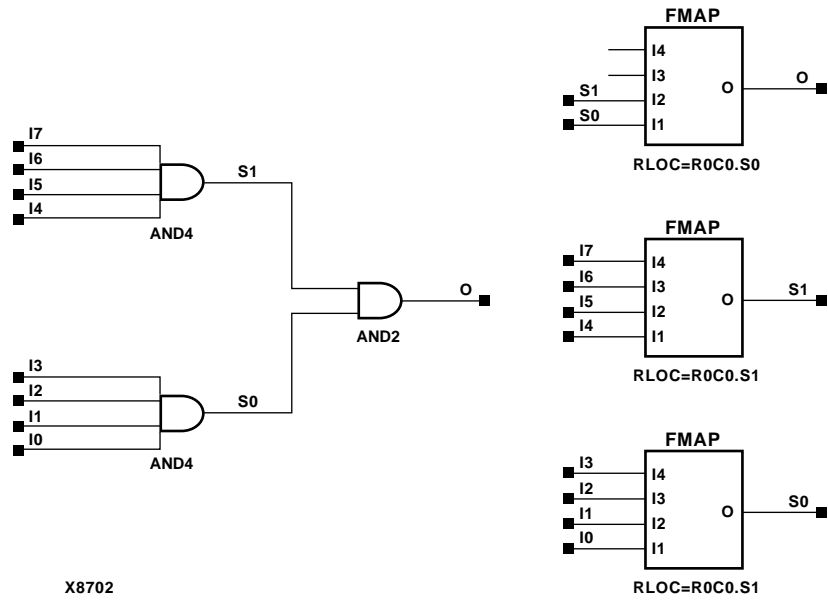 I7
I6
I5
I4
S1
AND4
O
AND2
I3
I2
I1
I0
S0
AND4
X8702
FMAP
I4
I3
S1 I2
S0 I1
O O
RLOC=R0C0.S0
FMAP
I7 I4
I6 I3
I5 I2
I4 I1
O S1
RLOC=R0C0.S1
FMAP
I3 I4
I2 I3
I1 I2
I0 I1
O S0
RLOC=R0C0.S1